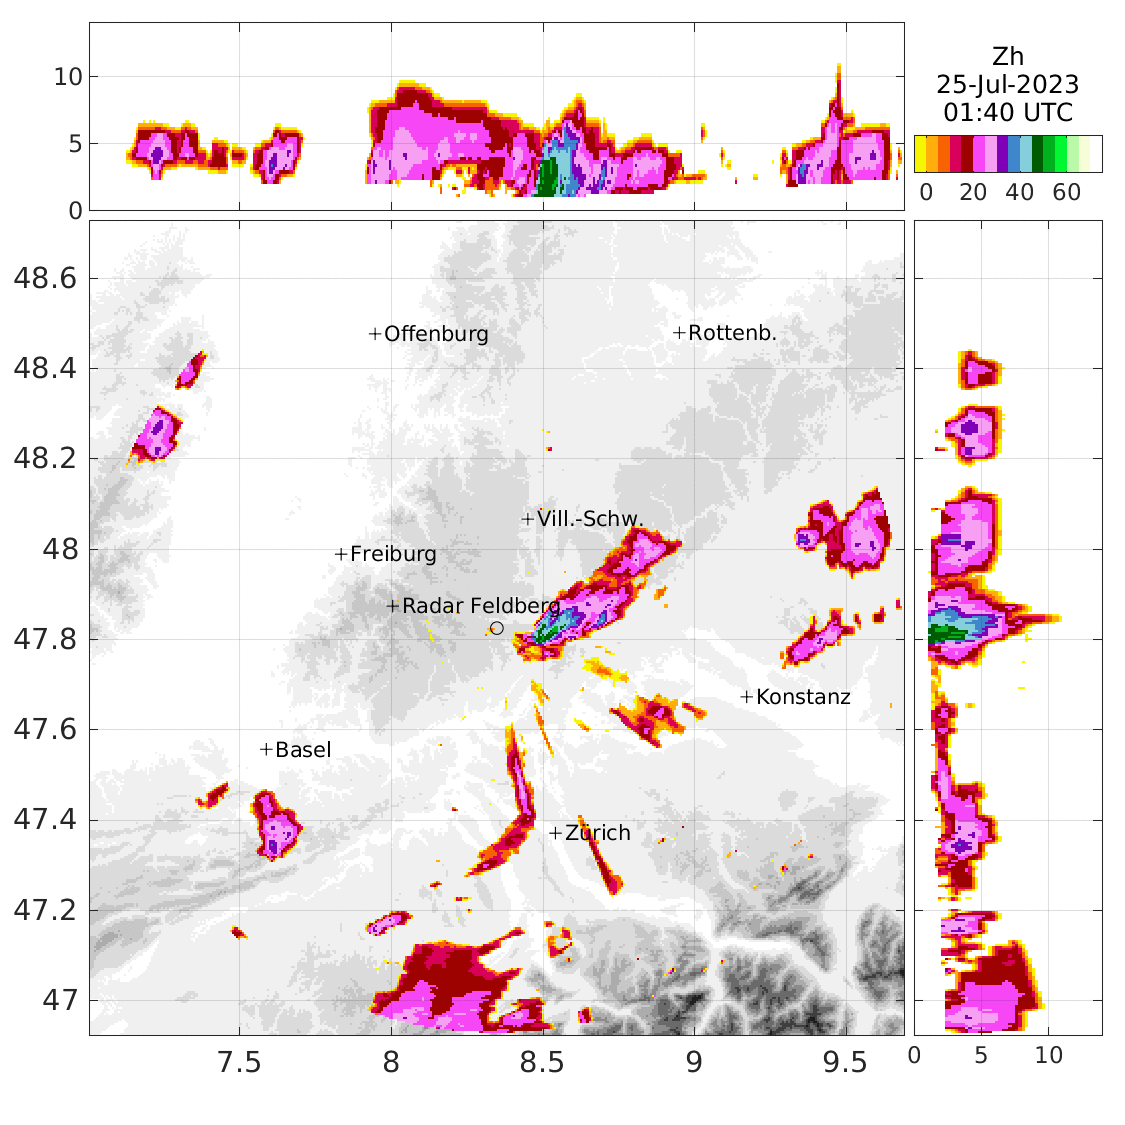 10
5
0
Zh
25-Jul-2023
01:40 UTC
0 20 40 60
48.6
48.4
48.2
48
47.8
47.6
47.4
47.2
47
Offenburg
Rottenb.
Vill.-Schw.
Freiburg
Radar Feldberg
Konstanz
Basel
Zürich
7.5 8 8.5 9 9.5
0 5 10